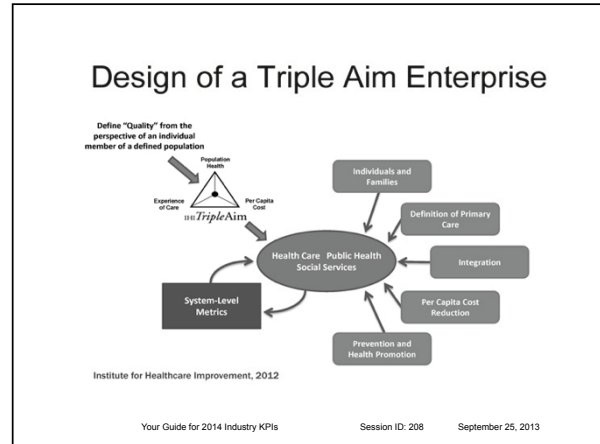 Design of a Triple Aim Enterprise
Define "Quality" from the
perspective of an individual
member of a defined population
Population
Health
Experience
of Care
Per Capita
Cost
IHI TripleAim
Health Care Public Health
Social Services
System-Level
Metrics
Individuals and
Families
Definition of Primary
Care
Integration
Per Capita Cost
Reduction
Prevention and
Health Promotion
Institute for Healthcare Improvement, 2012
Your Guide for 2014 Industry KPIs Session ID: 208 September 25, 2013